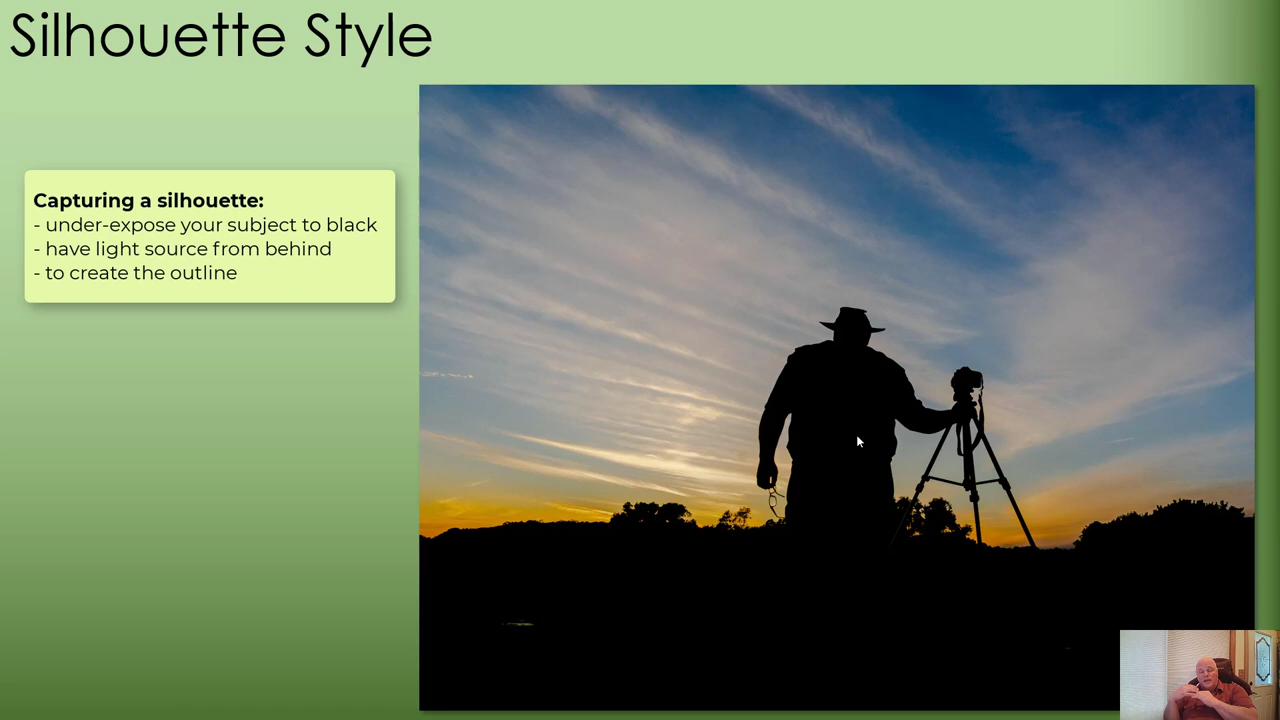 Silhouette Style
Capturing a silhouette:
- under-expose your subject to black
- have light source from behind
- to create the outline